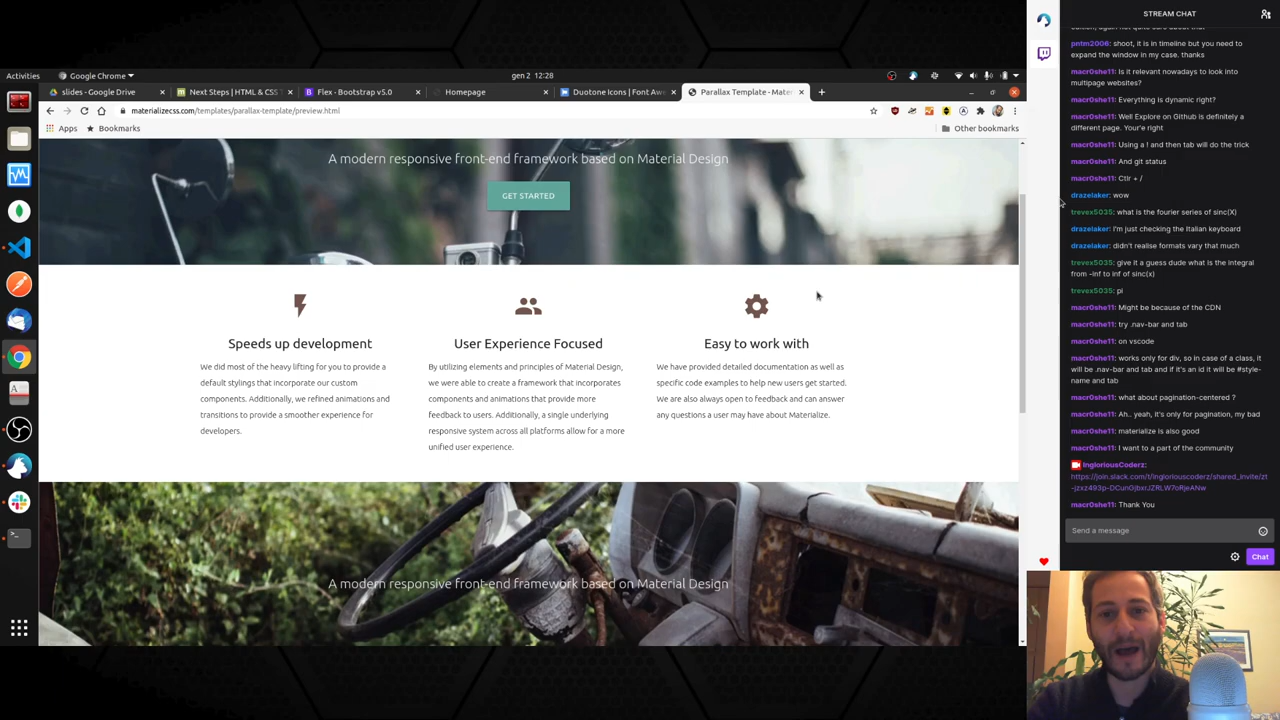 STREAM CHAT
pntm2006: shoot, it is in timeline but you need to
expand the window in my case. thanks
macr0she11: Is it relevant nowadays to look into
multipage websites?
macr0she11: Everything is dynamic right?
macr0she11: Well Explore on Github is definitely a
different page. Your'e right
macr0she11: Using a ! and then tab will do the trick
macr0she11: And git status
macr0she11: Ctlr + /
drazelaker: wow
trevex5035: what is the fourier series of sinc(X)
drazelaker: I'm just checking the Italian keyboard
drazelaker: didn't realise formats vary that much
trevex5035: give it a guess dude what is the integral
from -inf to inf of sinc(x)
trevex5035: pi
macr0she11: Might be because of the CDN
macr0she11: try .nav-bar and tab
macr0she11: on vscode
macr0she11: works only for div, so in case of a class, it
will be .nav-bar and tab and if it's an id it will be #style-
name and tab
macr0she11: what about pagination-centered ?
macr0she11: Ah.. yeah, it's only for pagination, my bad
macr0she11: materialize is also good
macr0she11: I want to a part of the community
IngloriousCoderz:
macr0she11: Thank You
Send a message
Chat
Activities
Google Chrome
gen 2 12:28
slides - Google Drive
Next Steps | HTML & CSS
Flex · Bootstrap v5.0
Homepage
Duotone Icons | Font Awe
Parallax Template - Mat
materializecss.com/templates/parallax-template/preview.html
Apps
Bookmarks
Other bookmarks
A modern responsive front-end framework based on Material Design
GET STARTED
Speeds up development
We did most of the heavy lifting for you to provide a
default stylings that incorporate our custom
components. Additionally, we refined animations and
transitions to provide a smoother experience for
developers.
User Experience Focused
By utilizing elements and principles of Material Design,
we were able to create a framework that incorporates
components and animations that provide more
feedback to users. Additionally, a single underlying
responsive system across all platforms allow for a more
unified user experience.
Easy to work with
We have provided detailed documentation as well as
specific code examples to help new users get started.
We are also always open to feedback and can answer
any questions a user may have about Materialize.
A modern responsive front-end framework based on Material Design